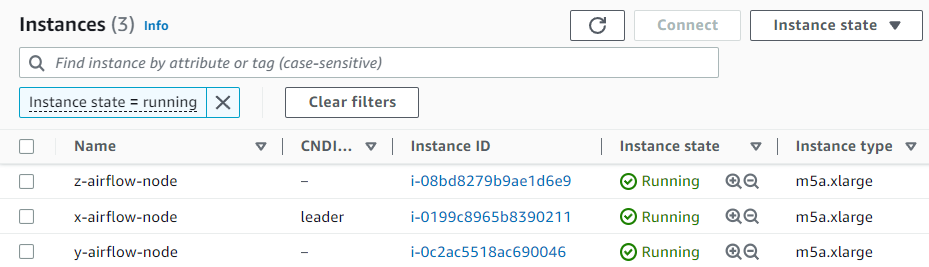 Instances (3) Info Connect Instance state
Find instance by attribute or tag (case-sensitive)
Instance state = running Clear filters
Name CNDI... Instance ID Instance state Instance type
z-airflow-node – i-08bd8279b9ae1d6e9 Running m5a.xlarge
x-airflow-node leader i-0199c8965b8390211 Running m5a.xlarge
y-airflow-node – i-0c2ac5518ac690046 Running m5a.xlarge